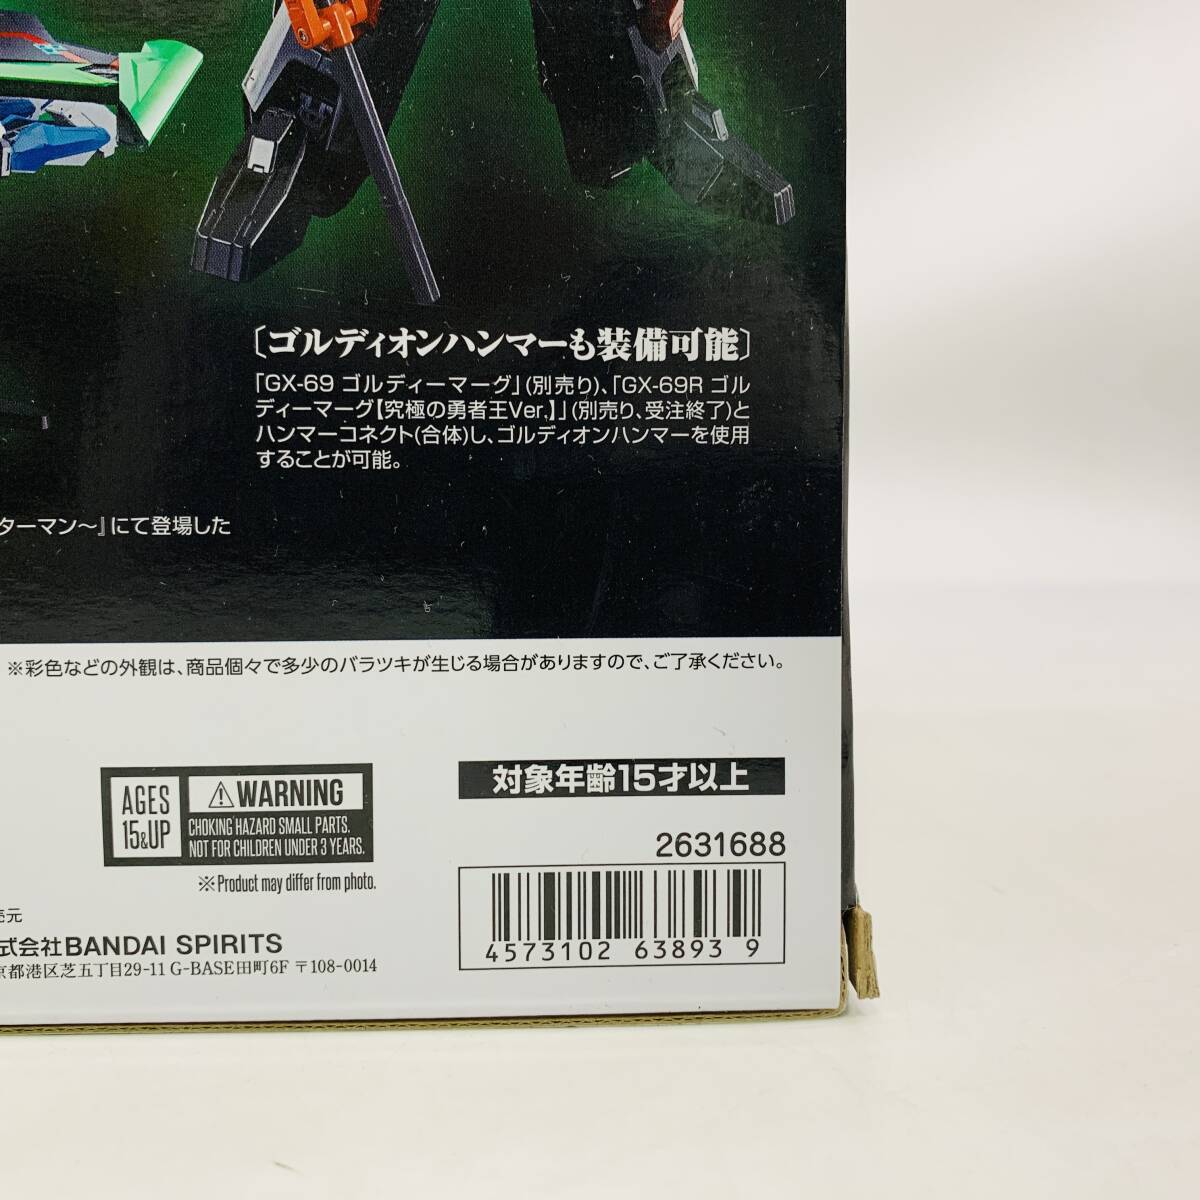 〔ゴルディオンハンマーも装備可能〕
「GX-69 ゴルディーマーグ」(別売り)、「GX-69R ゴル
ディーマーグ【究極の勇者王Ver.】」(別売り、受注終了)と
ハンマーコネクト(合体)し、ゴルディオンハンマーを使用
することが可能。
ターマン〜』にて登場した
※彩色などの外観は、商品個々で多少のバラツキが生じる場合がありますので、ご了承ください。
AGES
15&UP
⚠WARNING
CHOKING HAZARD SMALL PARTS.
NOT FOR CHILDREN UNDER 3 YEARS.
※Product may differ from photo.
対象年齢15才以上
2631688
4573102 638939
売元
式会社BANDAI SPIRITS
京都港区芝五丁目29-11 G-BASE田町6F 〒108-0014